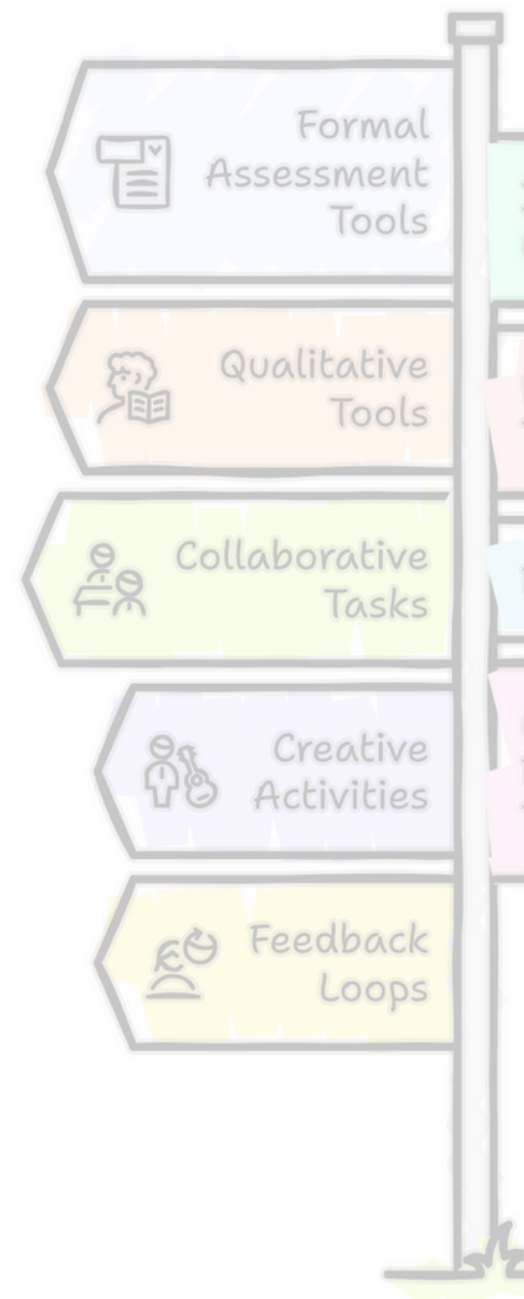 Formal
Assessment
Tools
Qualitative
Tools
Collaborative
Tasks
Creative
Activities
Feedback
Loops